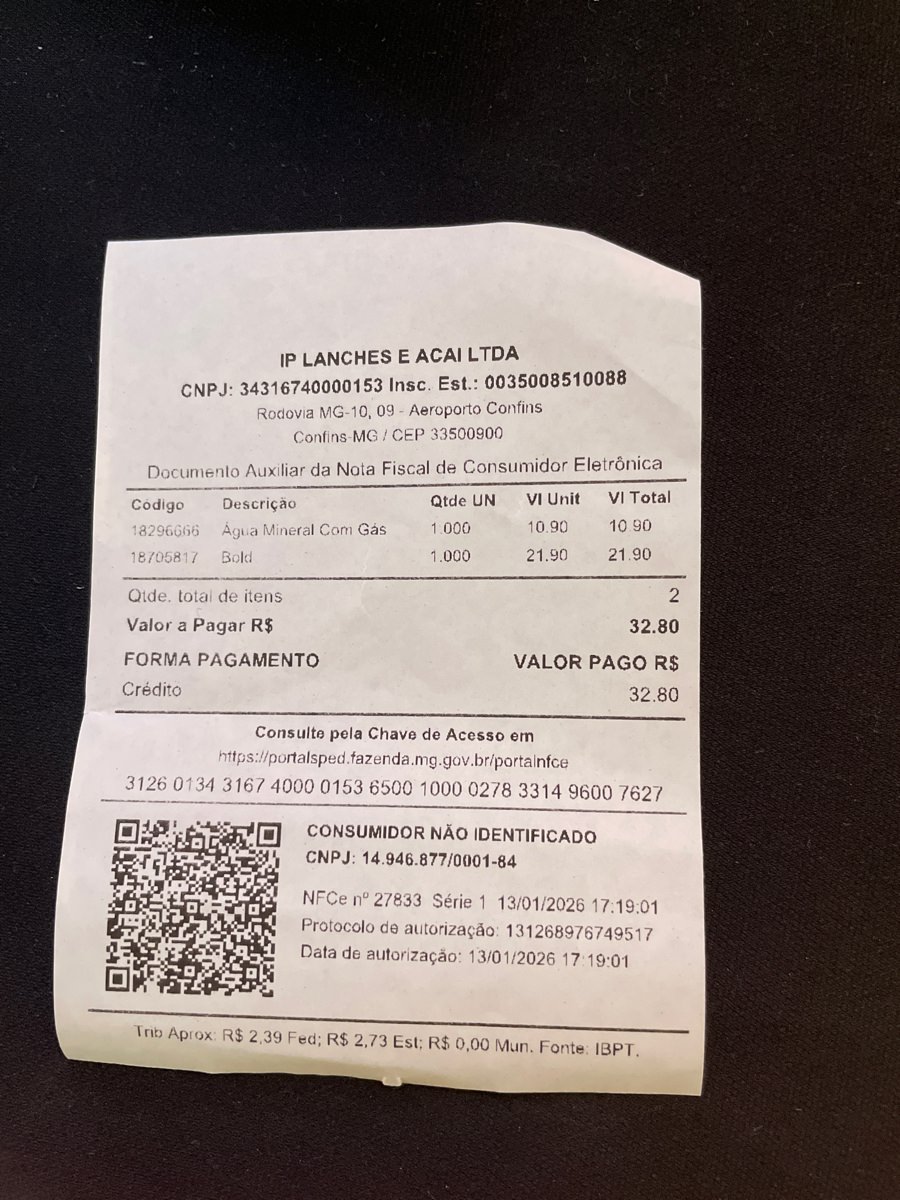 IP LANCHES E ACAI LTDA
CNPJ: 34316740000153 Insc. Est.: 0035008510088
Rodovia MG-10, 09 - Aeroporto Confins
Confins-MG / CEP 33500900
Documento Auxiliar da Nota Fiscal de Consumidor Eletrônica
Código Descrição Qtde UN Vl Unit Vl Total
18296666 Água Mineral Com Gás 1.000 10.90 10.90
18705817 Bold 1.000 21.90 21.90
Qtde. total de itens 2
Valor a Pagar R$ 32.80
FORMA PAGAMENTO VALOR PAGO R$
Crédito 32.80
Consulte pela Chave de Acesso em
https://portalsped.fazenda.mg.gov.br/portalnfce
3126 0134 3167 4000 0153 6500 1000 0278 3314 9600 7627
CONSUMIDOR NÃO IDENTIFICADO
CNPJ: 14.946.877/0001-84
NFCe nº 27833 Série 1 13/01/2026 17:19:01
Protocolo de autorização: 131268976749517
Data de autorização: 13/01/2026 17:19:01
Trib Aprox: R$ 2,39 Fed; R$ 2,73 Est; R$ 0,00 Mun. Fonte: IBPT.